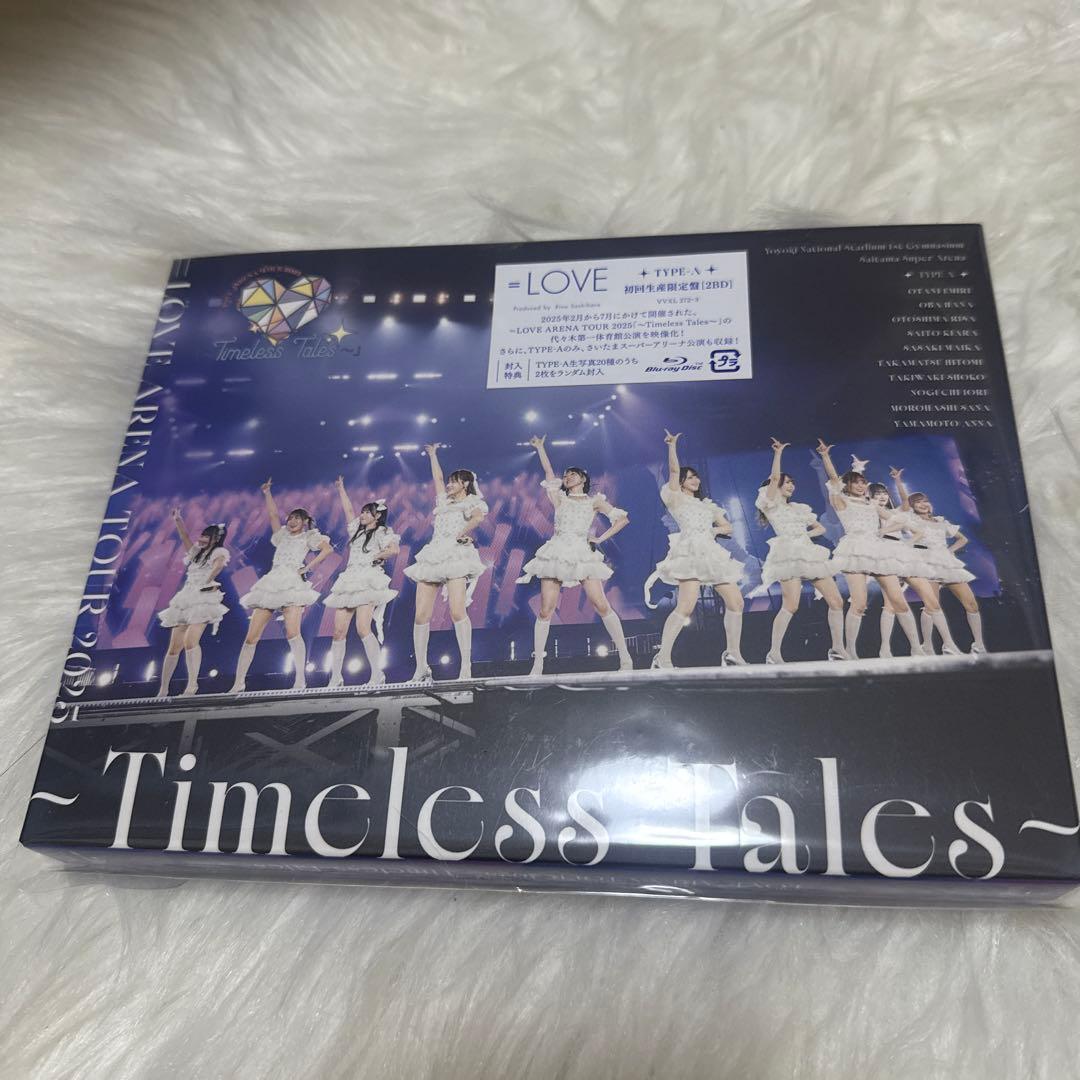 =LOVE ARENA TOUR 2025
Timeless Tales～」
=LOVE
Produced by Rino Sashihara
✦ TYPE-A ✦
初回生産限定盤[2BD]
VVXL 272-3
2025年2月から7月にかけて開催された、
=LOVE ARENA TOUR 2025「～Timeless Tales～」の
代々木第一体育館公演を映像化！
さらに、TYPE-Aのみ、さいたまスーパーアリーナ公演も収録！
封入
特典
TYPE-A生写真20種のうち
2枚をランダム封入
Blu-ray Disc
プラ
Yoyogi National Stardium 1st Gymnasium
Saitama Super Arena
✦ TYPE A ✦
OTANI EMIRI
OBA HANA
OTOSHIMA RISA
SAITO KIARA
SASAKI MAIKA
TAKAMATSU HITOMI
TAKIWAKI SHOKO
NOGUCHI IORI
MOROHASHI SANA
YAMAMOTO ANNA
~Timeless Tales~